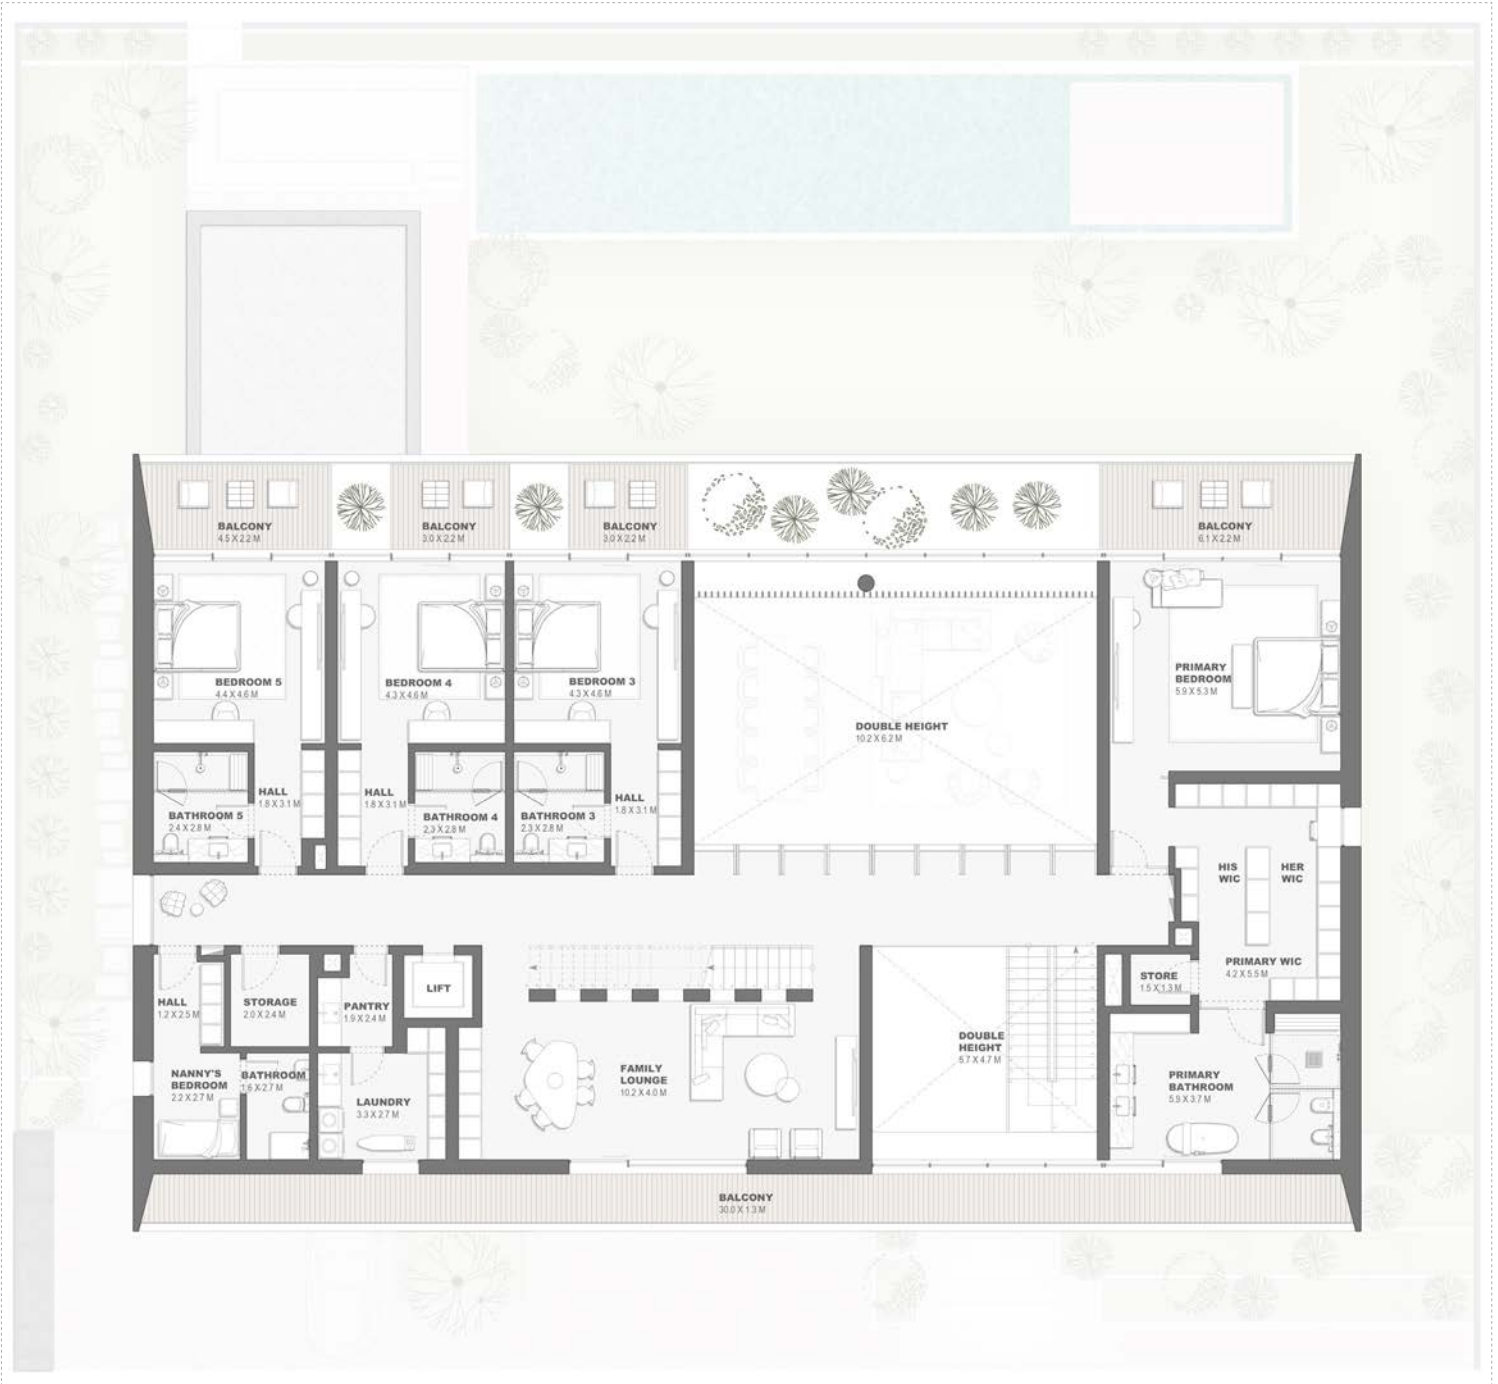 BALCONY
4.5 X 2.2 M
BALCONY
3.0 X 2.2 M
BALCONY
3.0 X 2.2 M
BALCONY
6.1 X 2.2 M
BEDROOM 5
4.4 X 4.6 M
BEDROOM 4
4.3 X 4.6 M
BEDROOM 3
4.3 X 4.6 M
DOUBLE HEIGHT
10.2 X 6.2 M
PRIMARY
BEDROOM
5.9 X 5.3 M
BATHROOM 5
2.4 X 2.8 M
HALL
1.8 X 3.1 M
HALL
1.8 X 3.1 M
BATHROOM 4
2.3 X 2.8 M
BATHROOM 3
2.3 X 2.8 M
HALL
1.8 X 3.1 M
HIS
WIC
HER
WIC
PRIMARY WIC
4.2 X 5.5 M
STORE
1.5 X 1.3 M
HALL
1.2 X 2.5 M
STORAGE
2.0 X 2.4 M
PANTRY
1.9 X 2.4 M
LIFT
DOUBLE
HEIGHT
5.7 X 4.7 M
NANNY'S
BEDROOM
2.2 X 2.7 M
BATHROOM
1.6 X 2.7 M
LAUNDRY
3.3 X 2.7 M
FAMILY
LOUNGE
10.2 X 4.0 M
PRIMARY
BATHROOM
5.9 X 3.7 M
BALCONY
30.0 X 1.3 M